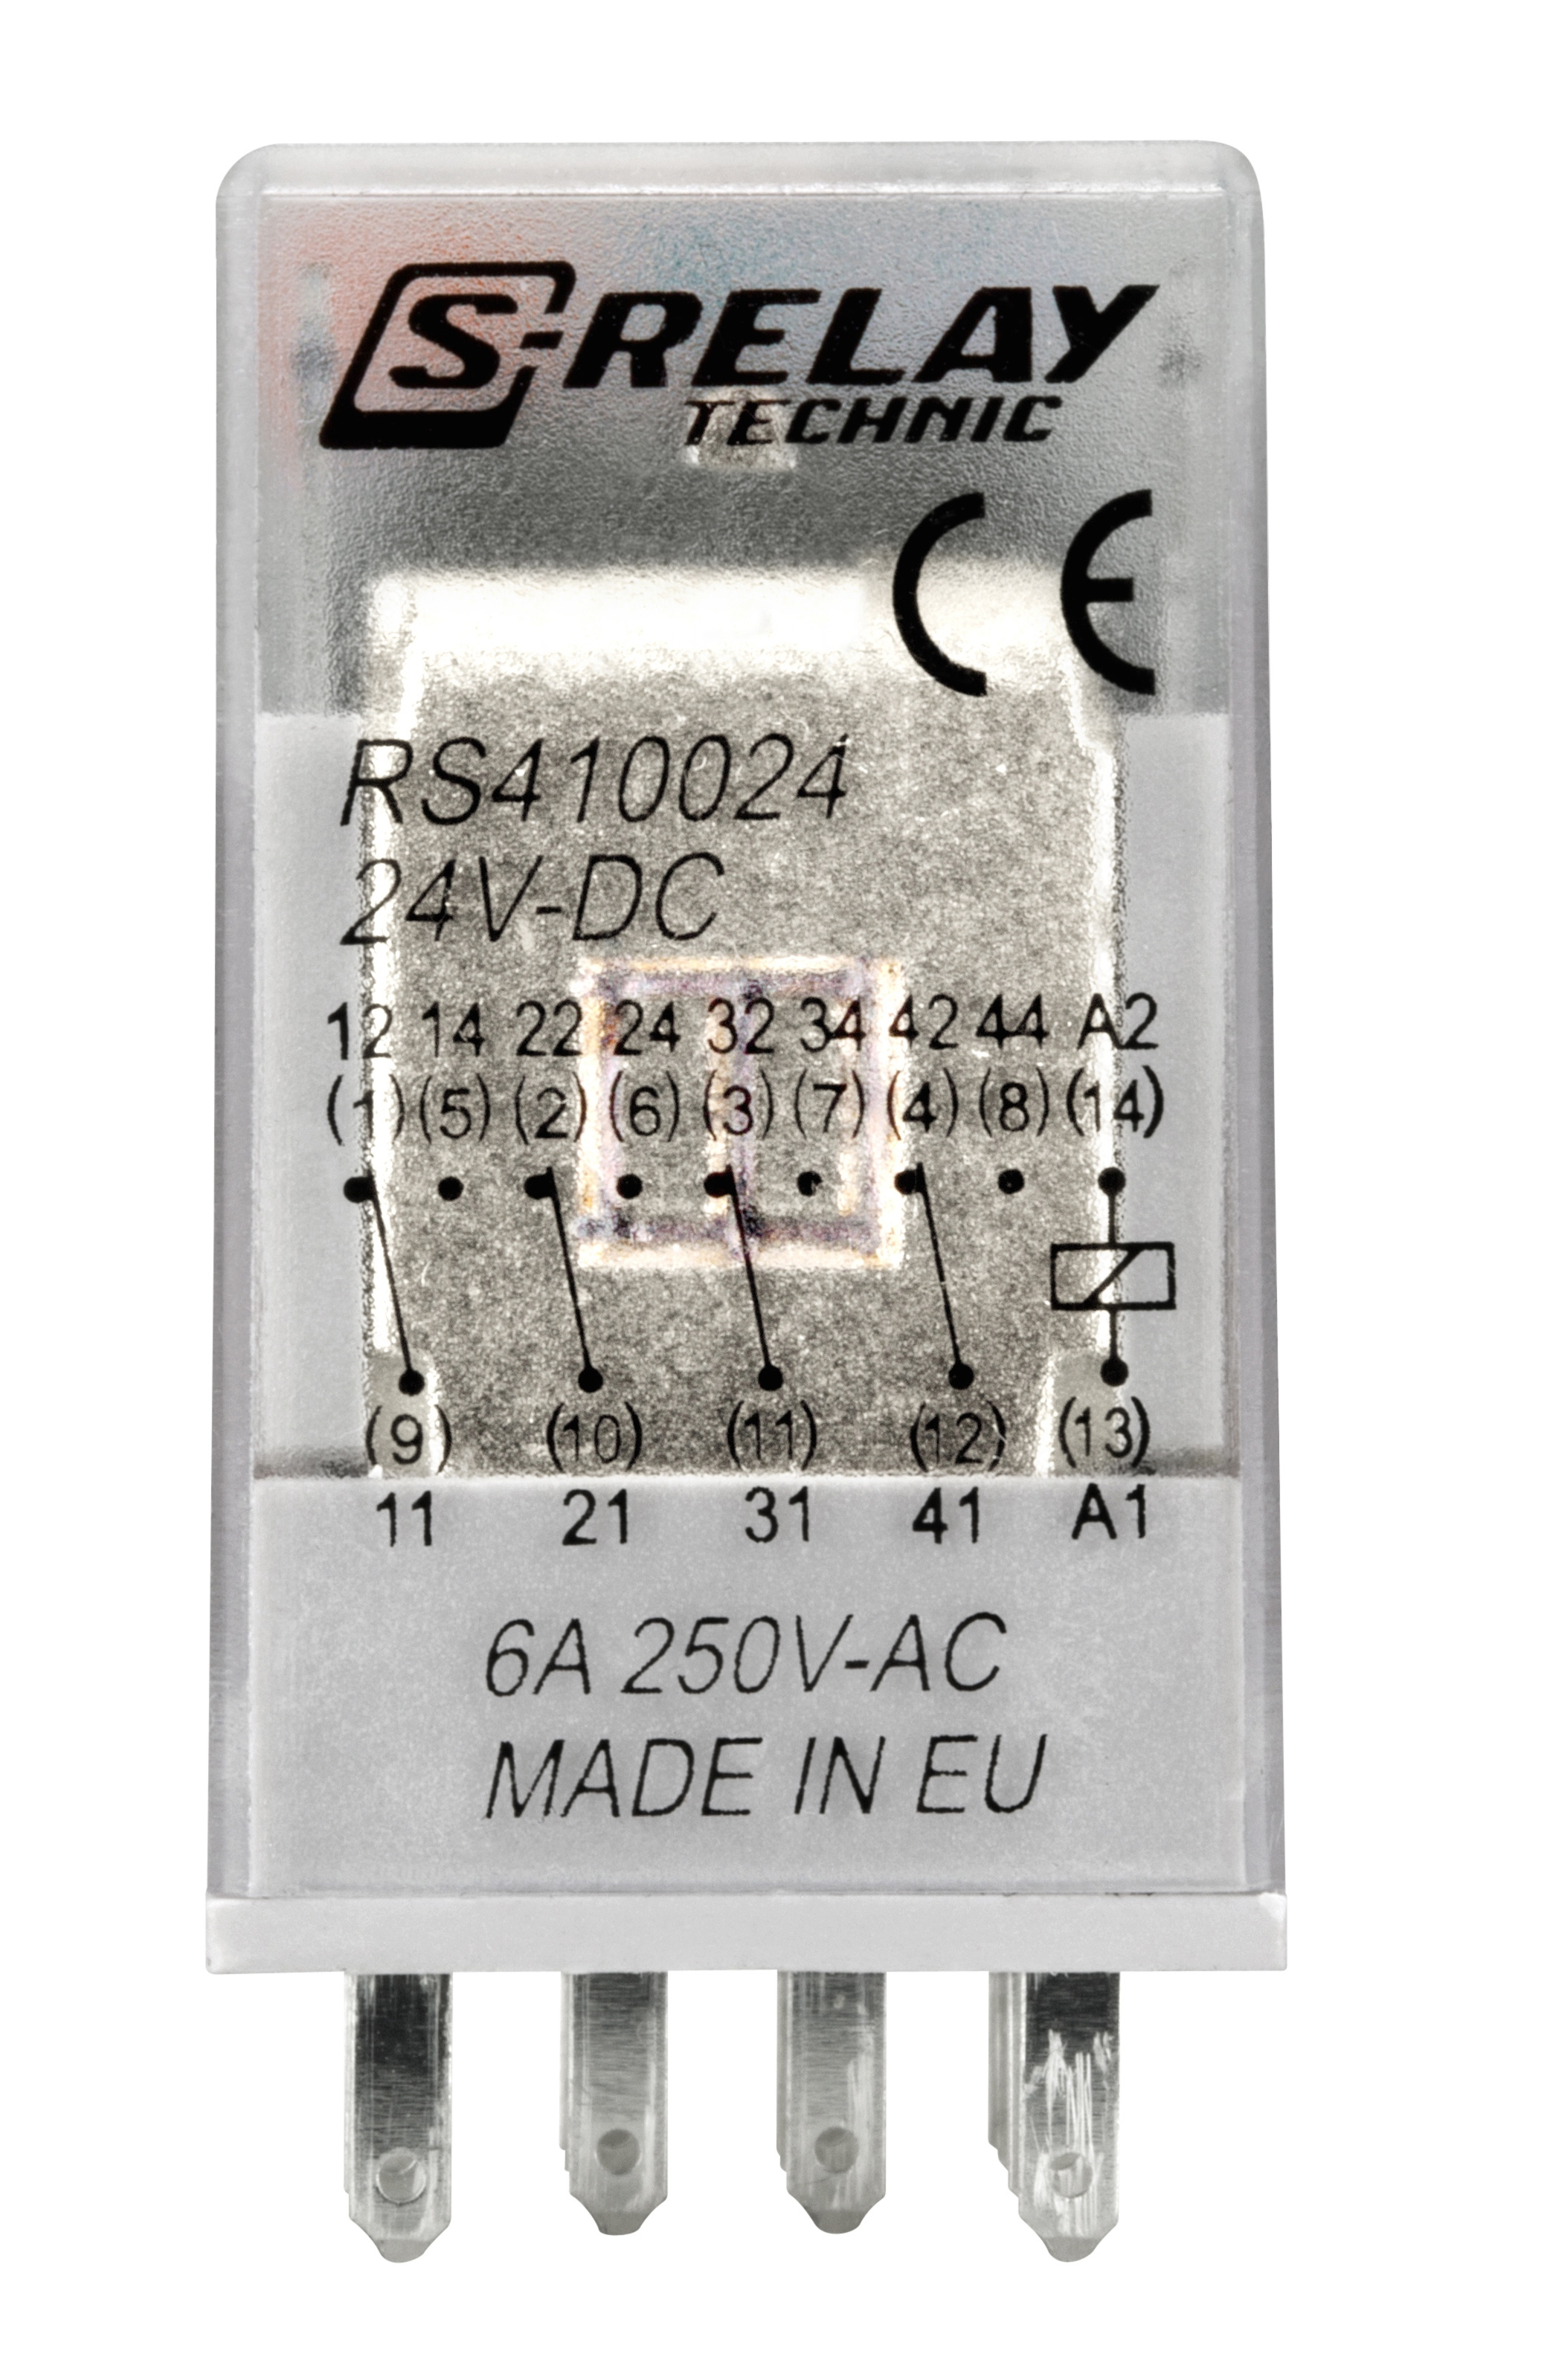 S-RELAY
TECHNIC
CE
RS410024
24V-DC
12 14 22 24 32 34 42 44 A2
(1) (5) (2) (6) (3) (7) (4) (8) (14)
(9) (10) (11) (12) (13)
11 21 31 41 A1
6A 250V-AC
MADE IN EU